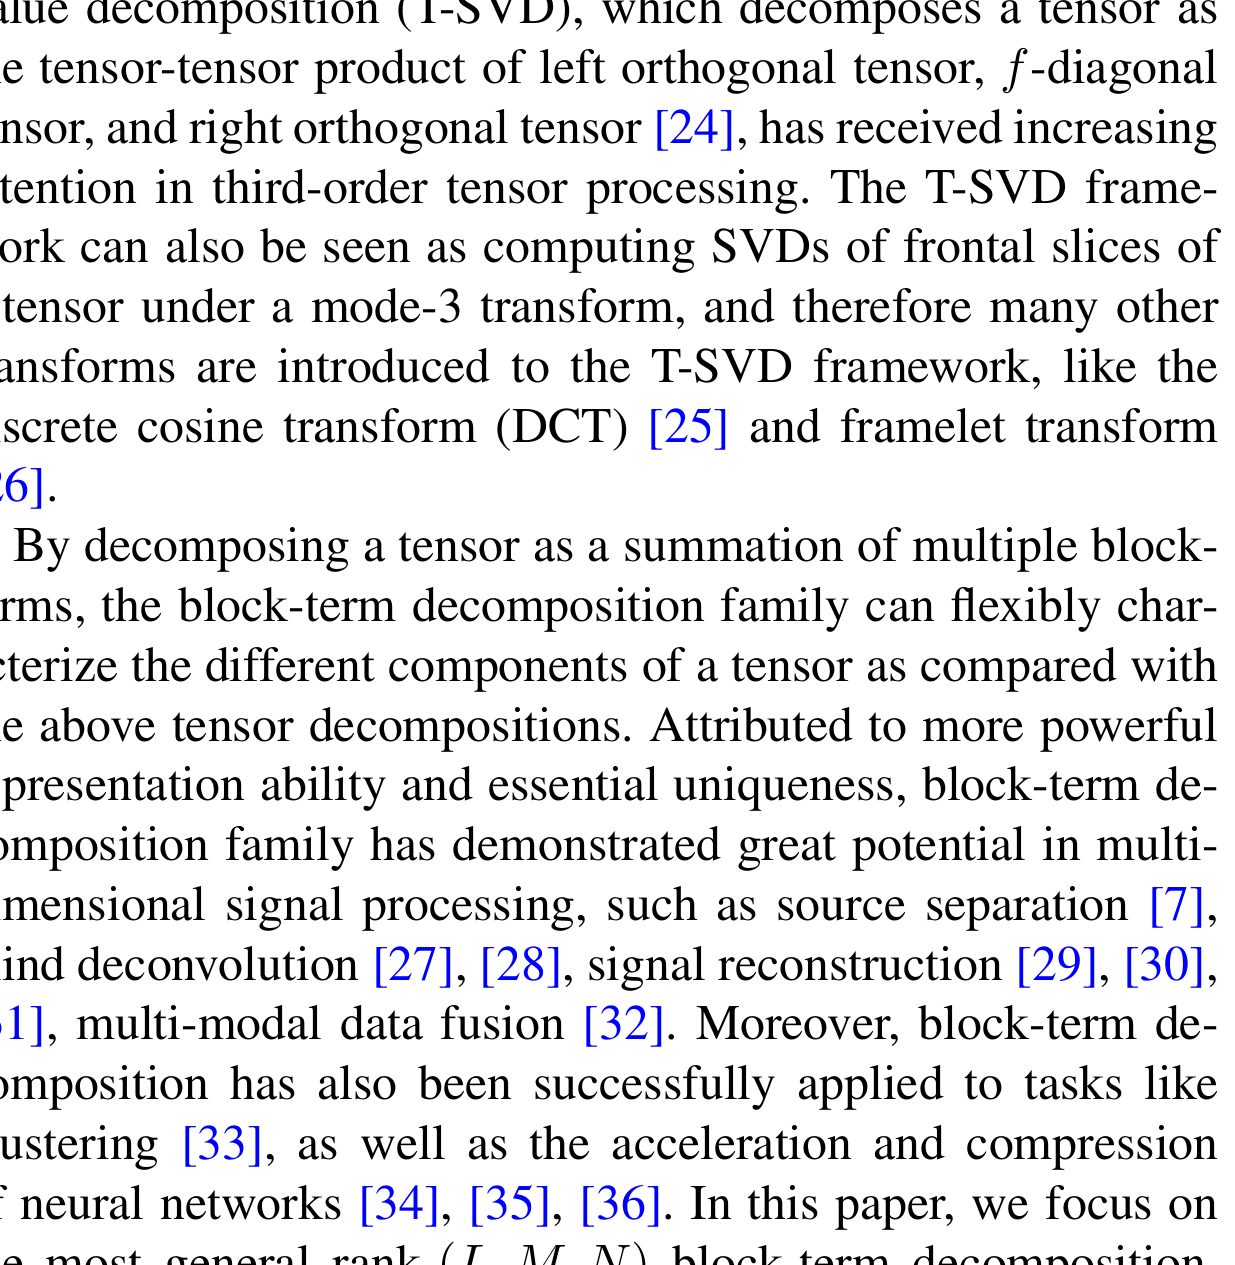 alue decomposition (T-SVD), which decomposes a tensor as
e tensor-tensor product of left orthogonal tensor, f-diagonal
nsor, and right orthogonal tensor [24], has received increasing
tention in third-order tensor processing. The T-SVD frame-
ork can also be seen as computing SVDs of frontal slices of
tensor under a mode-3 transform, and therefore many other
ansforms are introduced to the T-SVD framework, like the
iscrete cosine transform (DCT) [25] and framelet transform
26].
By decomposing a tensor as a summation of multiple block-
rms, the block-term decomposition family can flexibly char-
cterize the different components of a tensor as compared with
e above tensor decompositions. Attributed to more powerful
presentation ability and essential uniqueness, block-term de-
omposition family has demonstrated great potential in multi-
mensional signal processing, such as source separation [7],
ind deconvolution [27], [28], signal reconstruction [29], [30],
31], multi-modal data fusion [32]. Moreover, block-term de-
omposition has also been successfully applied to tasks like
ustering [33], as well as the acceleration and compression
f neural networks [34], [35], [36]. In this paper, we focus on
e most general rank-(L, M, N) block-term decomposition,